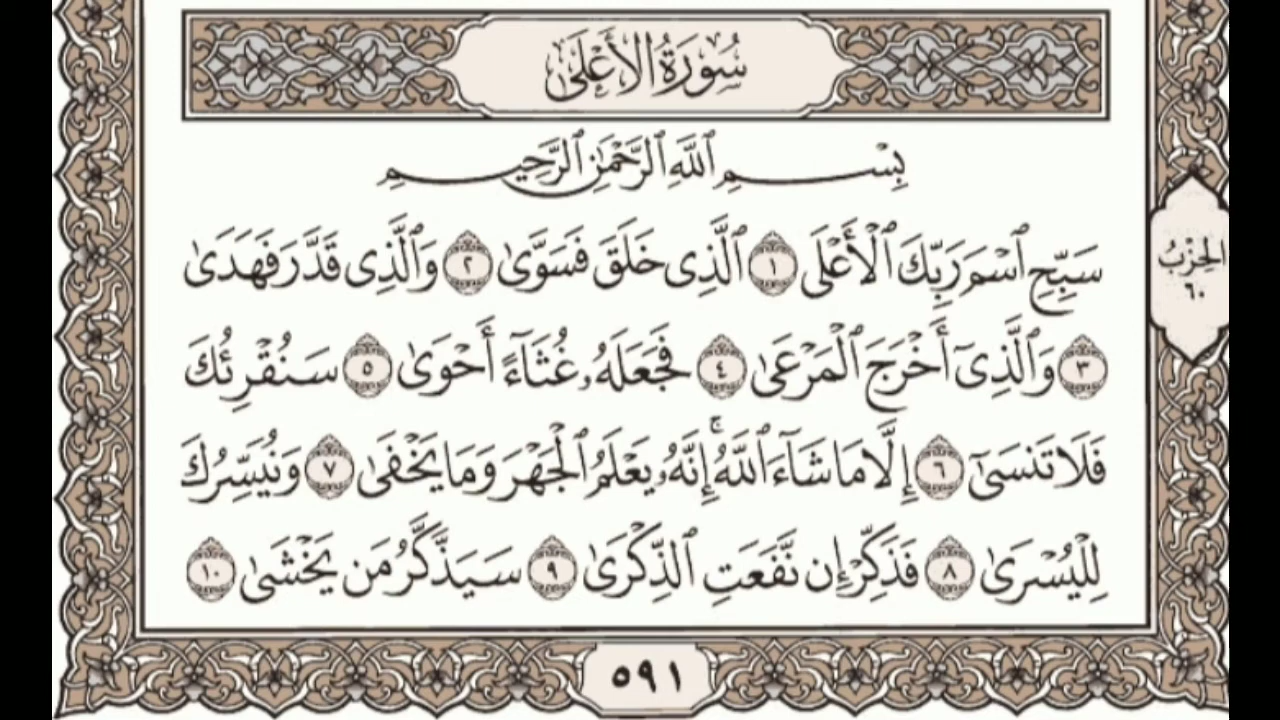 سُورَةُ الأَعْلَىٰ
بِسْمِ ٱللَّهِ ٱلرَّحْمَٰنِ ٱلرَّحِيمِ
سَبِّحِ ٱسْمَ رَبِّكَ ٱلْأَعْلَى ١ ٱلَّذِى خَلَقَ فَسَوَّىٰ ٢ وَٱلَّذِى قَدَّرَ فَهَدَىٰ
٣ وَٱلَّذِىٓ أَخْرَجَ ٱلْمَرْعَىٰ ٤ فَجَعَلَهُۥ غُثَآءً أَحْوَىٰ ٥ سَنُقْرِئُكَ
فَلَا تَنسَىٰٓ ٦ إِلَّا مَا شَآءَ ٱللَّهُ ۚ إِنَّهُۥ يَعْلَمُ ٱلْجَهْرَ وَمَا يَخْفَىٰ ٧ وَنُيَسِّرُكَ
لِلْيُسْرَىٰ ٨ فَذَكِّرْ إِن نَّفَعَتِ ٱلذِّكْرَىٰ ٩ سَيَذَّكَّرُ مَن يَخْشَىٰ ١٠
الحِزْبُ
٦٠
٥٩١